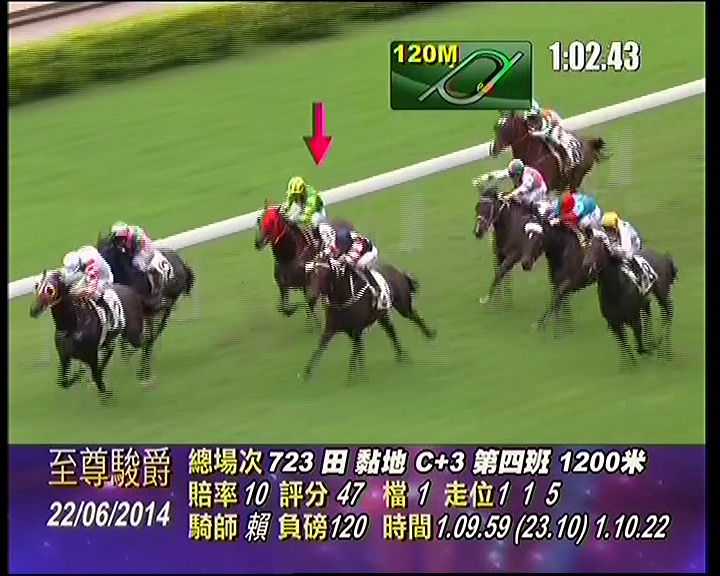 120M 1:02.43
至尊駿爵 總場次 723 田 黏地 C+3 第四班 1200米
賠率 10 評分 47 檔 1 走位 1 1 5
22/06/2014 騎師 賴 負磅 120 時間 1.09.59 (23.10) 1.10.22